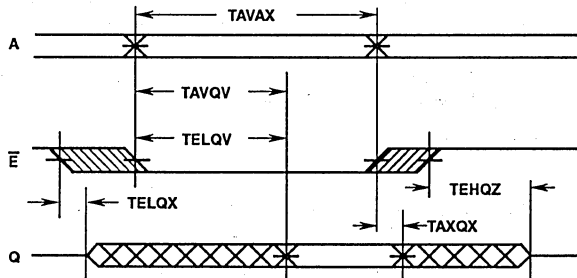 TAVAX
A
TAVQV
TELQV
E̅
TELQX
TEHQZ
TAXQX
Q